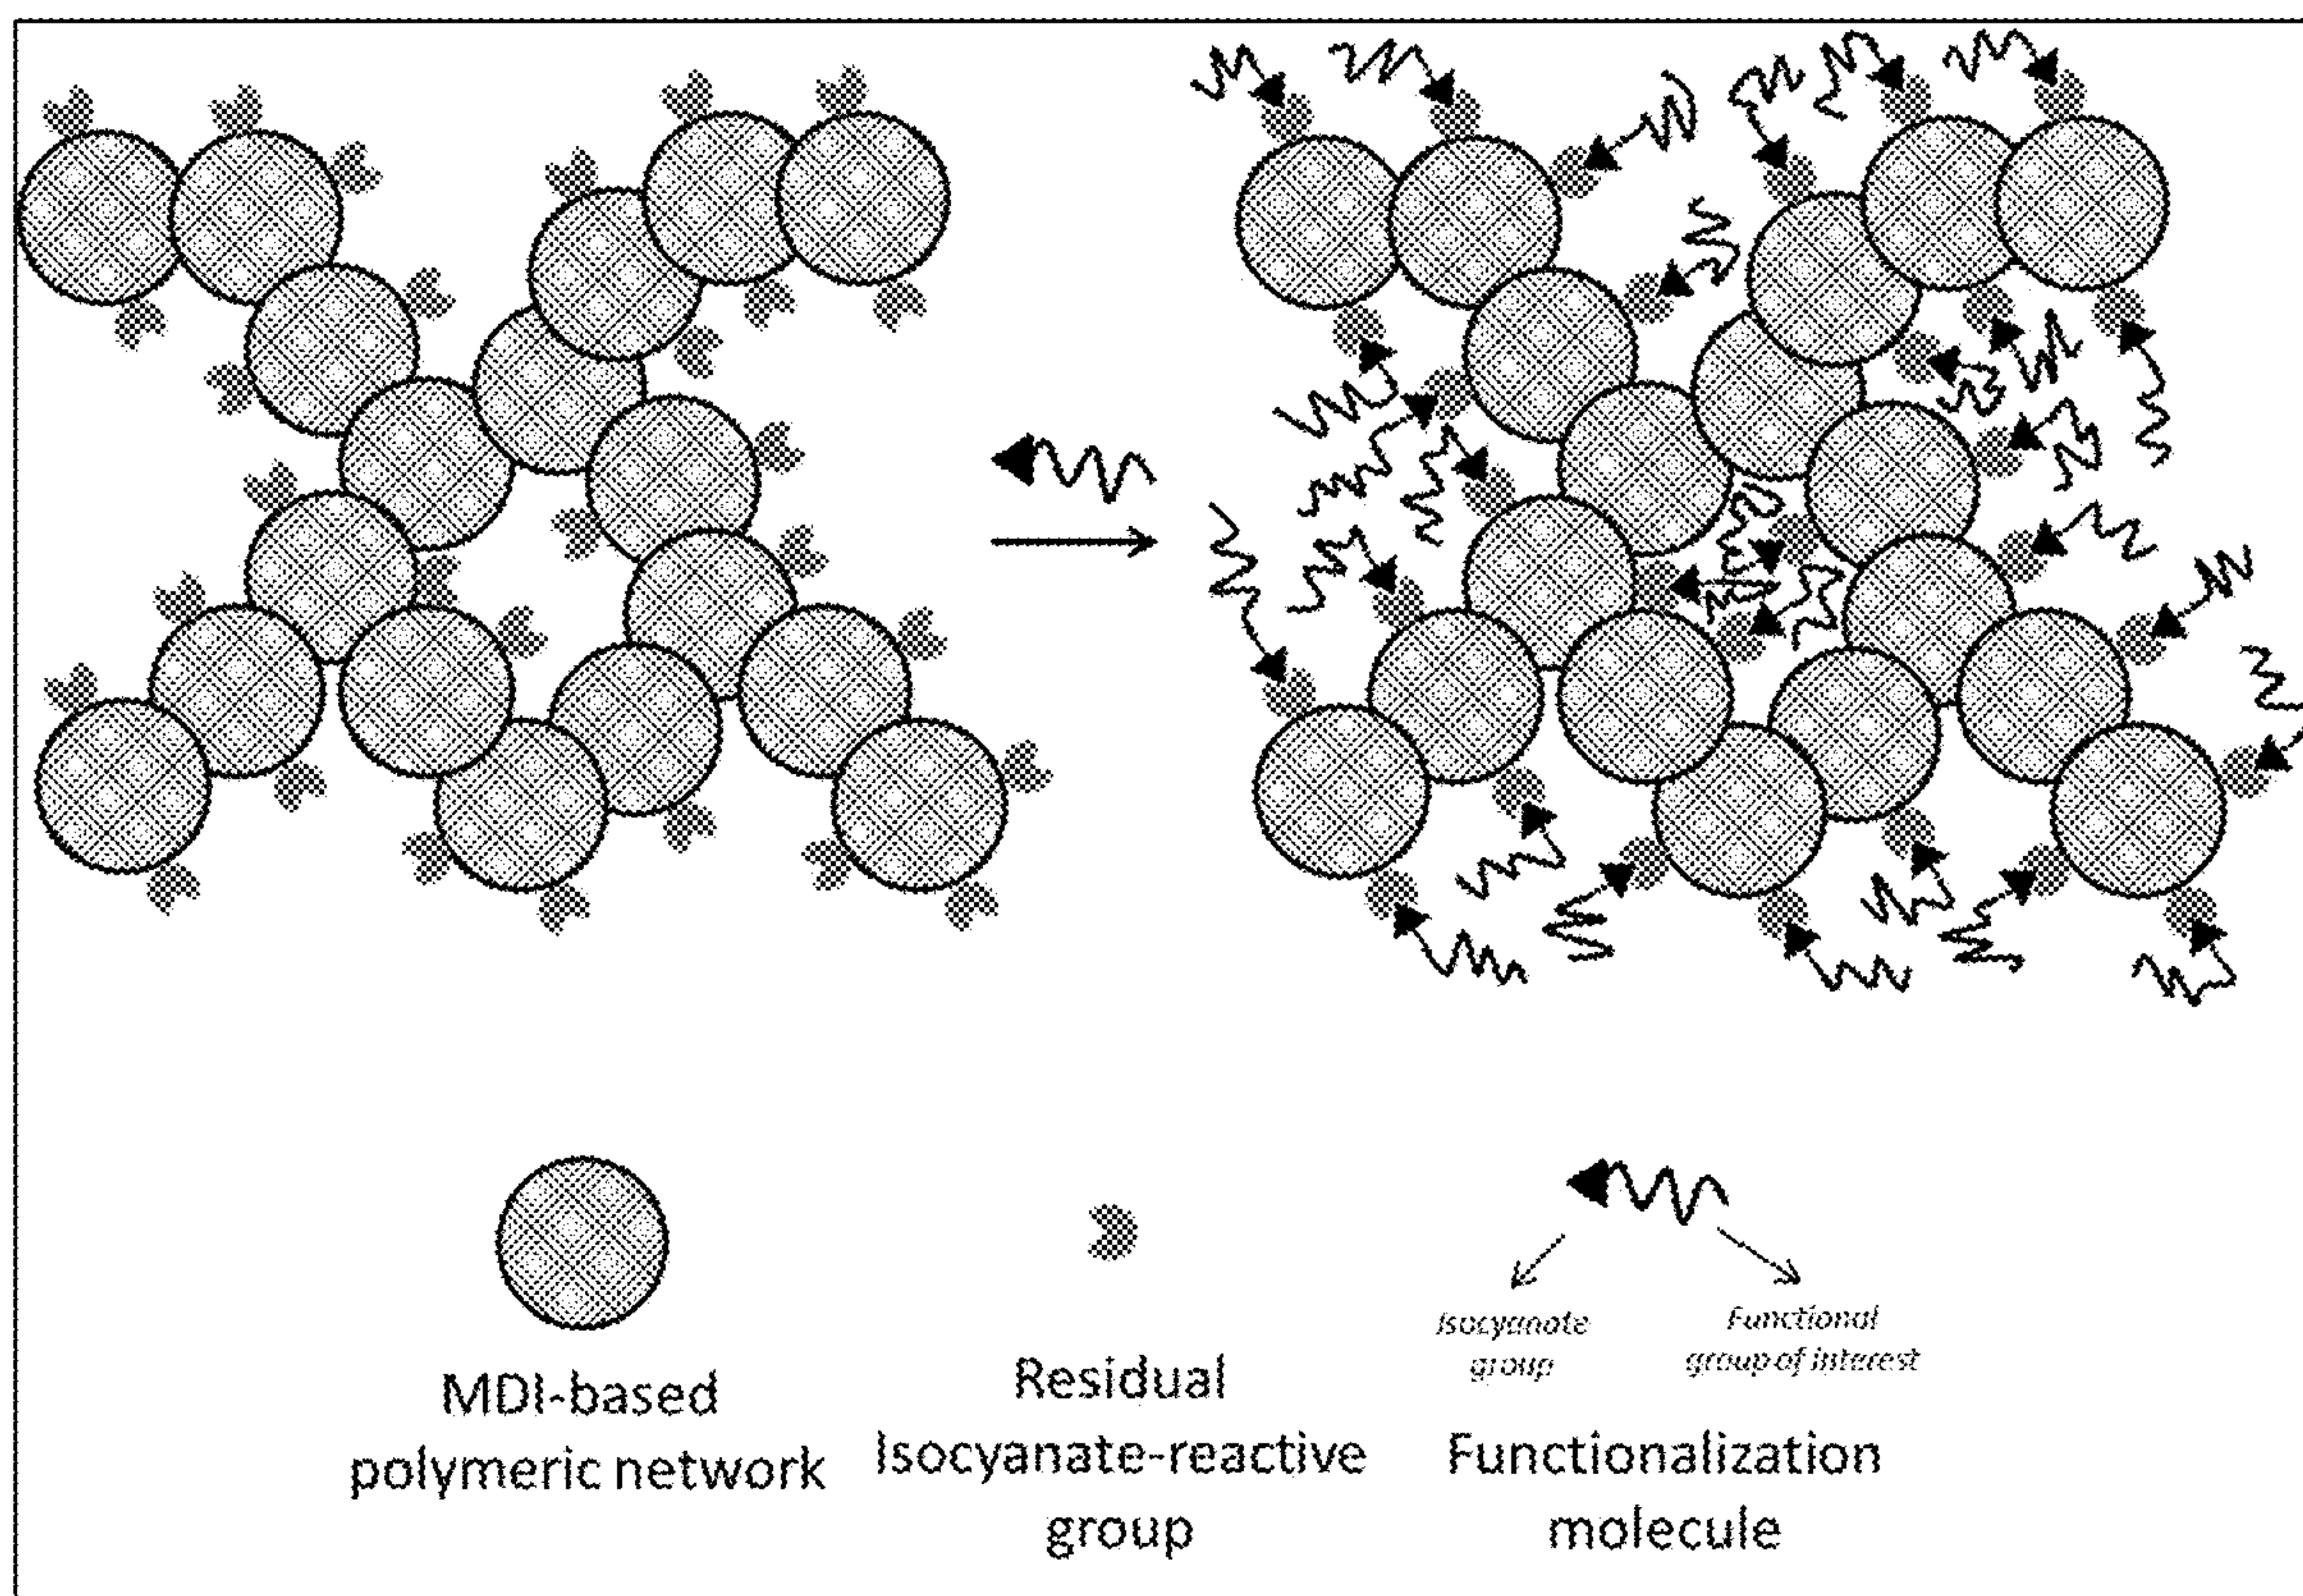 Isocyanate
group
Functional
group of interest
MDI-based
polymeric network
Residual
Isocyanate-reactive
group
Functionalization
molecule